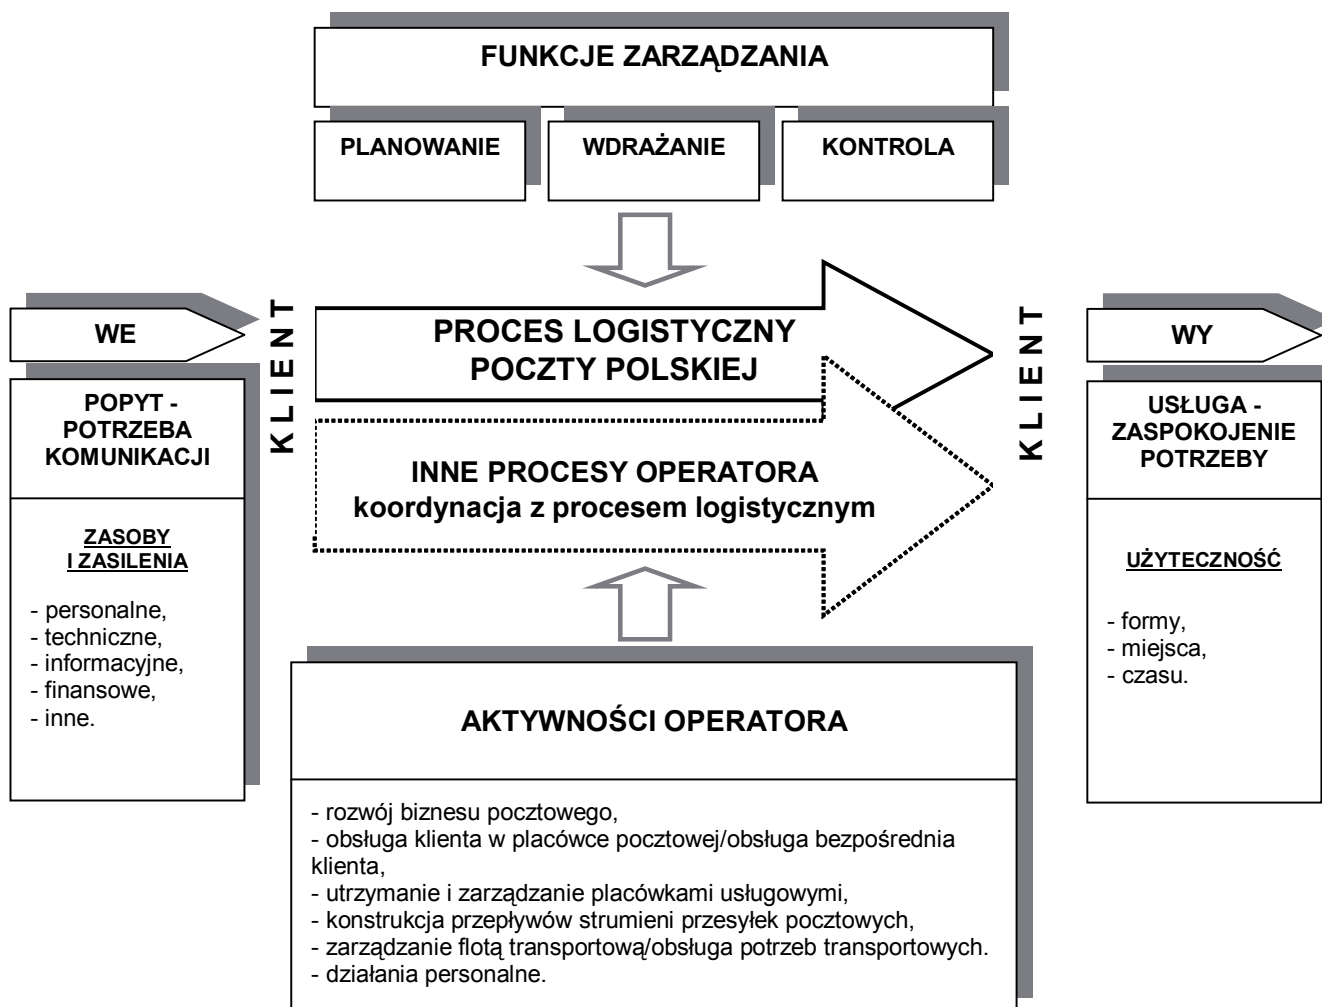 FUNKCJE ZARZĄDZANIA
PLANOWANIE
WDRAŻANIE
KONTROLA
WE
POPYT -
POTRZEBA
KOMUNIKACJI
ZASOBY
I ZASILENIA
- personalne,
- techniczne,
- informacyjne,
- finansowe,
- inne.
KLIENT
PROCES LOGISTYCZNY
POCZTY POLSKIEJ
INNE PROCESY OPERATORA
koordynacja z procesem logistycznym
KLIENT
WY
USŁUGA -
ZASPOKOJENIE
POTRZEBY
UŻYTECZNOŚĆ
- formy,
- miejsca,
- czasu.
AKTYWNOŚCI OPERATORA
- rozwój biznesu pocztowego,
- obsługa klienta w placówce pocztowej/obsługa bezpośrednia
klienta,
- utrzymanie i zarządzanie placówkami usługowymi,
- konstrukcja przepływów strumieni przesyłek pocztowych,
- zarządzanie flotą transportową/obsługa potrzeb transportowych.
- działania personalne.